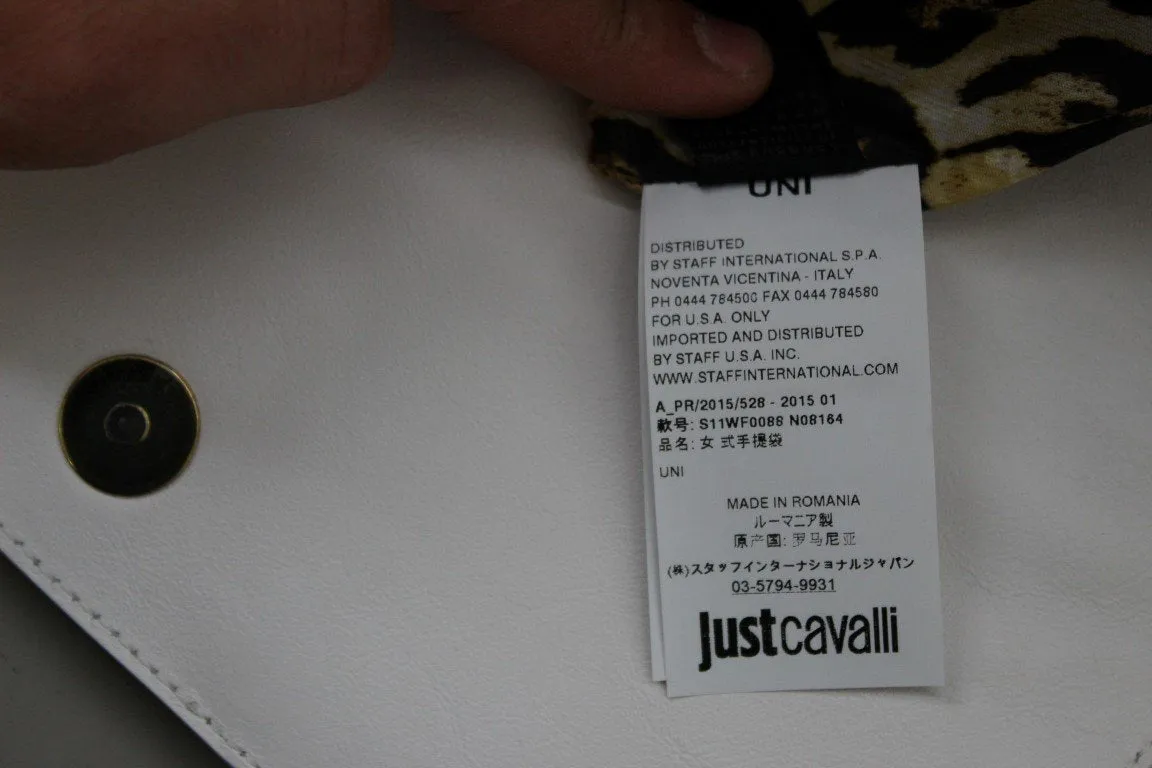 UNI
DISTRIBUTED
BY STAFF INTERNATIONAL S.P.A.
NOVENTA VICENTINA - ITALY
PH 0444 784500 FAX 0444 784580
FOR U.S.A. ONLY
IMPORTED AND DISTRIBUTED
BY STAFF U.S.A. INC.
WWW.STAFFINTERNATIONAL.COM
A_PR/2015/528 - 2015 01
款号: S11WF0088 N08164
品名: 女 式手提袋
UNI
MADE IN ROMANIA
ルーマニア製
原产国: 罗马尼亚
(株)スタッフインターナショナルジャパン
03-5794-9931
justcavalli